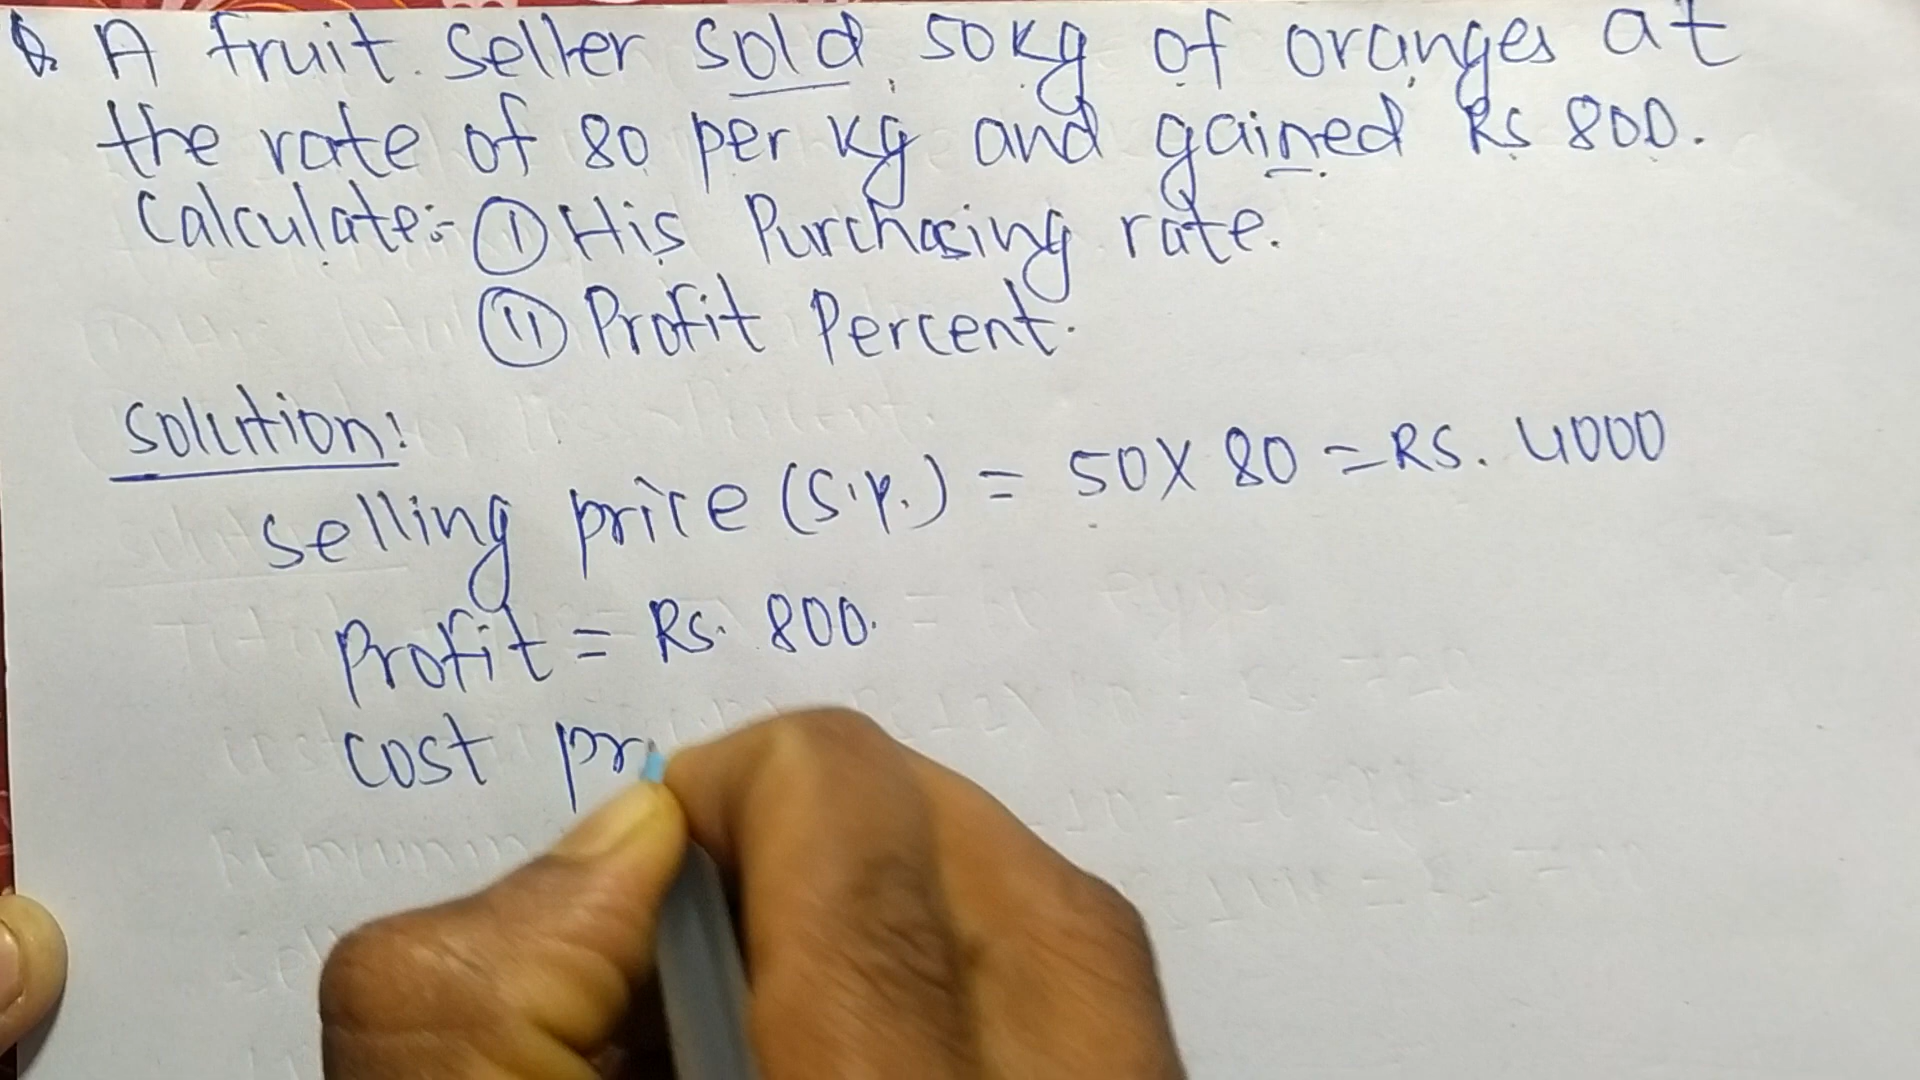 Q. A fruit seller sold 50kg of oranges at
the rate of 80 per kg and gained Rs 800.
Calculate:- (I) His Purchasing rate.
(II) Profit Percent.
Solution:
Selling price (S.P.) = 50 X 80 = RS. 4000
Profit = Rs. 800.
Cost pr